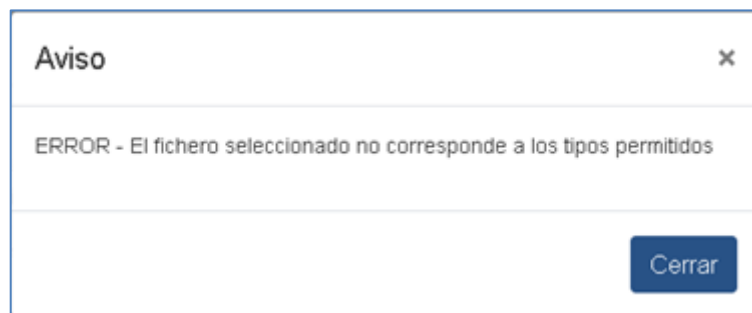 Aviso ×
ERROR - El fichero seleccionado no corresponde a los tipos permitidos
Cerrar